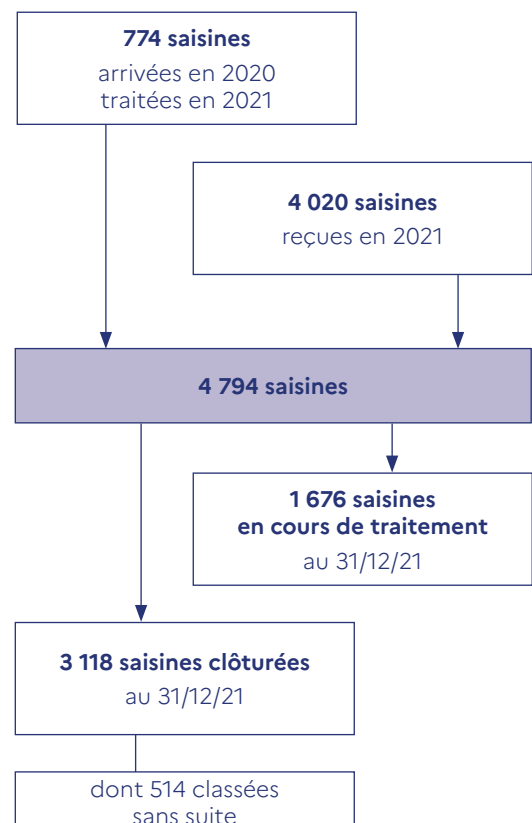 774 saisines
arrivées en 2020
traitées en 2021
4 020 saisines
reçues en 2021
4 794 saisines
1 676 saisines
en cours de traitement
au 31/12/21
3 118 saisines clôturées
au 31/12/21
dont 514 classées
sans suite